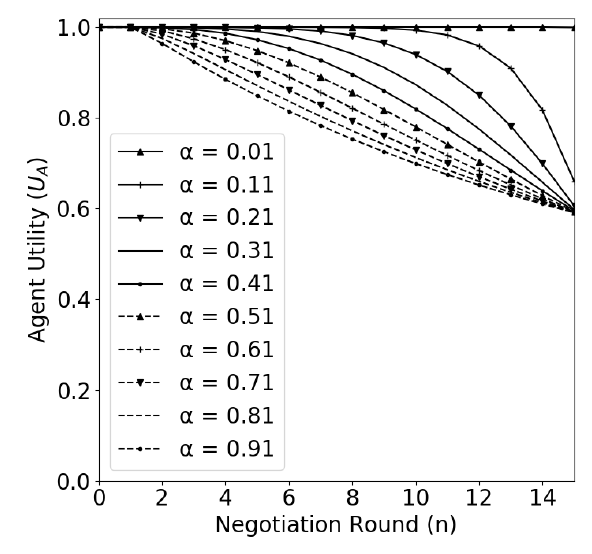 1.0
0.8
0.6
0.4
0.2
0.0
Agent Utility (U_A)
α = 0.01
α = 0.11
α = 0.21
α = 0.31
α = 0.41
α = 0.51
α = 0.61
α = 0.71
α = 0.81
α = 0.91
0 2 4 6 8 10 12 14
Negotiation Round (n)